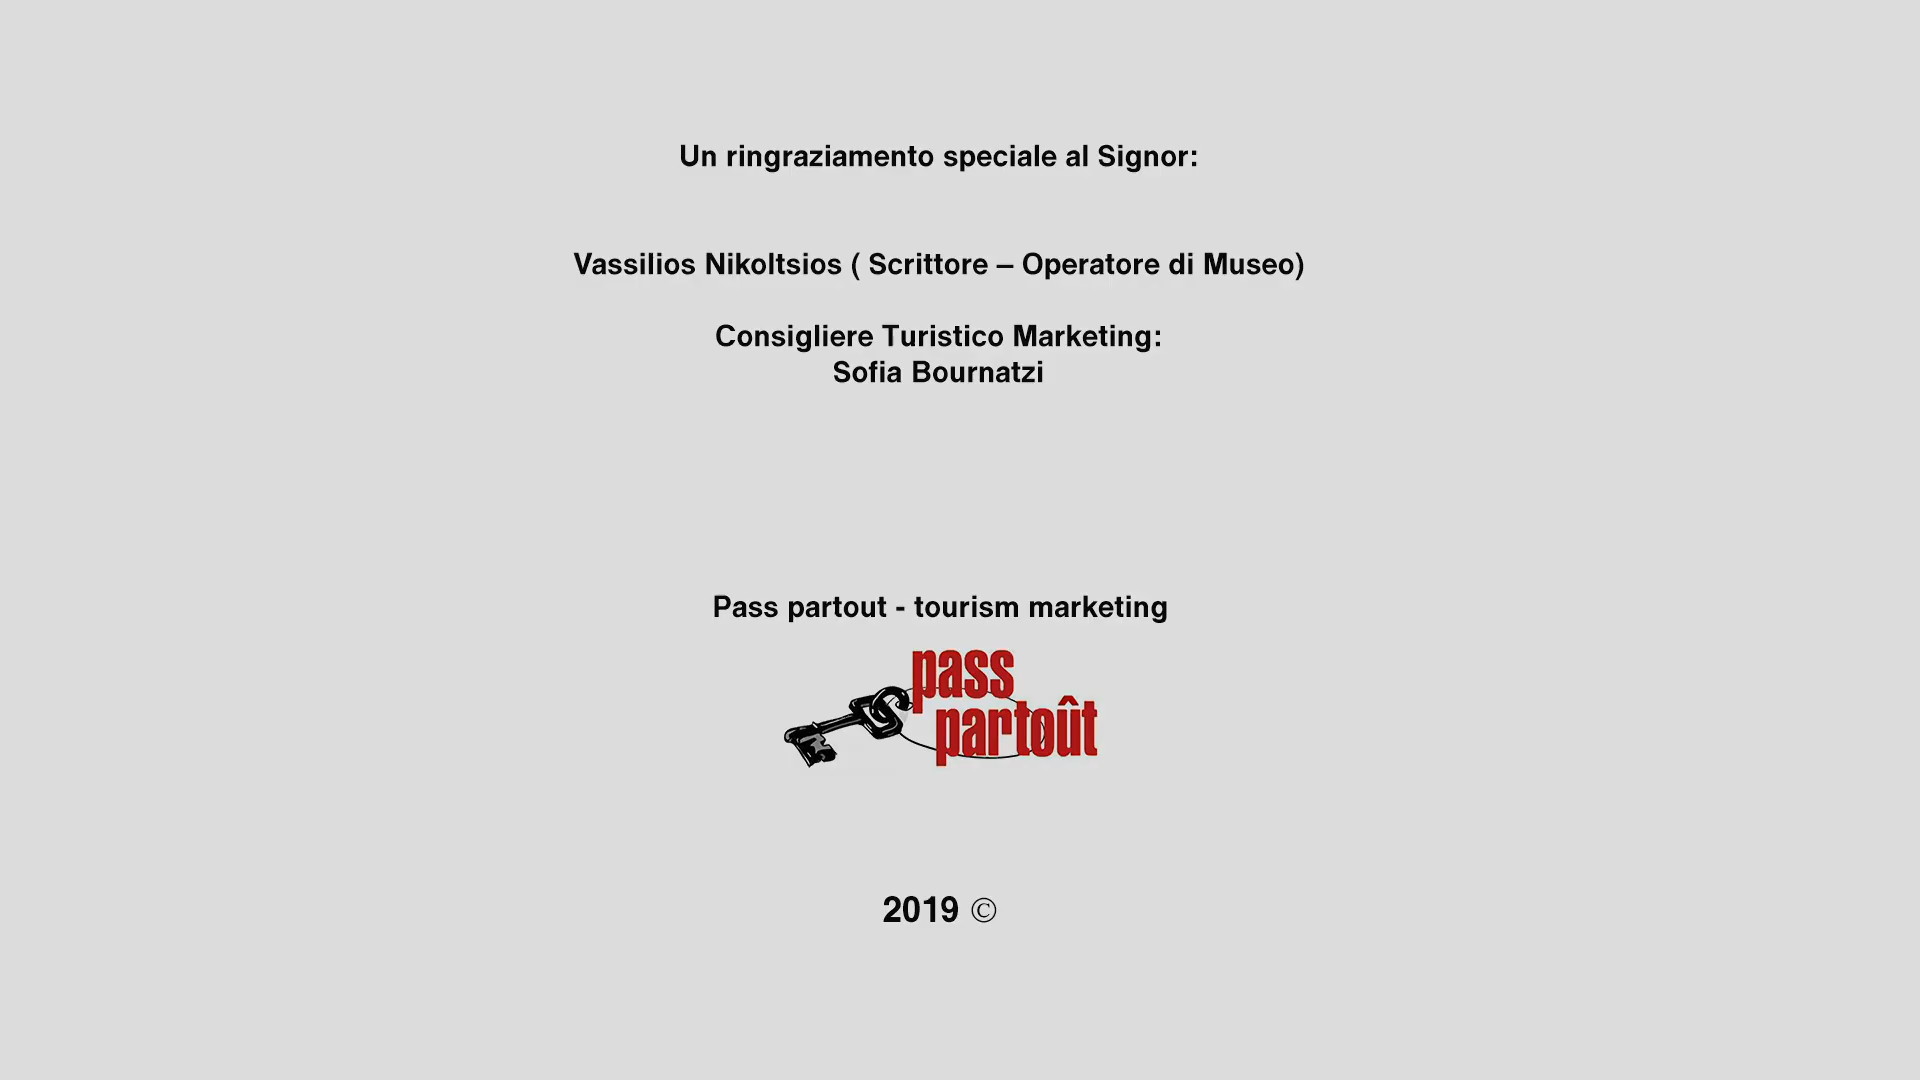 Un ringraziamento speciale al Signor:
Vassilios Nikoltsios ( Scrittore – Operatore di Museo)
Consigliere Turistico Marketing:
Sofia Bournatzi
Pass partout - tourism marketing
pass
partoût
2019 ©